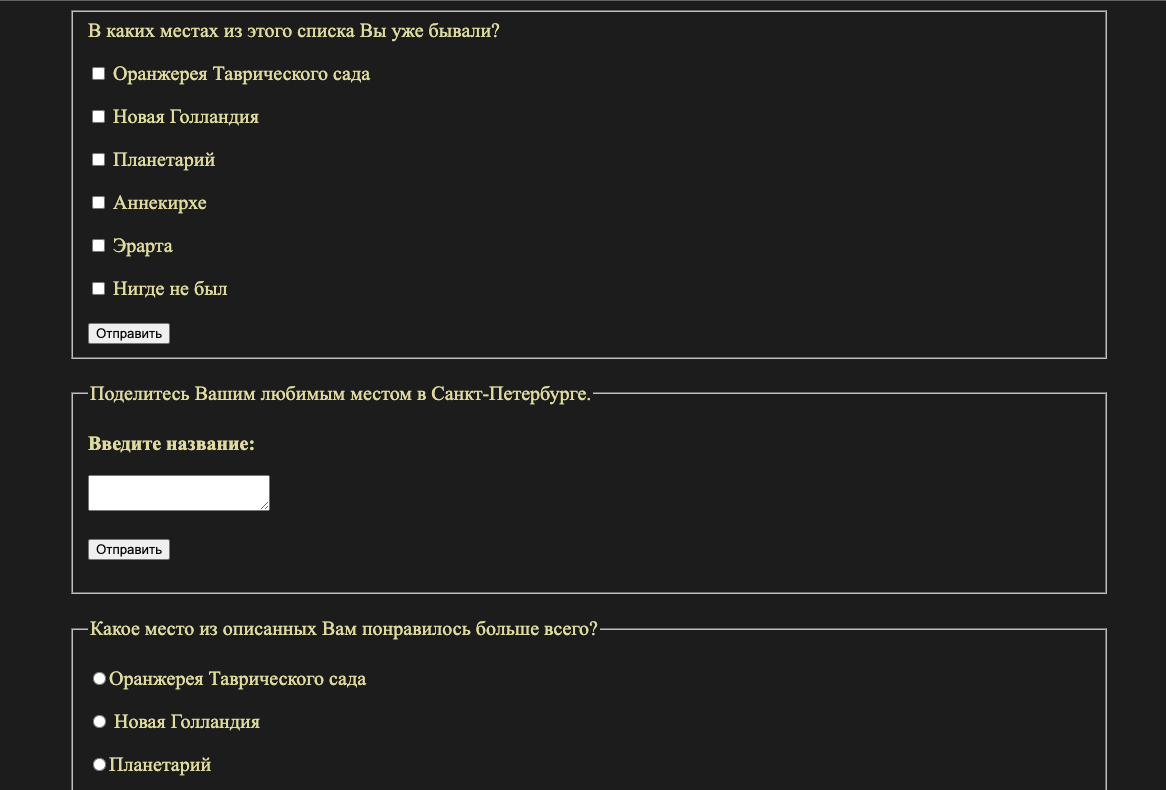 В каких местах из этого списка Вы уже бывали?
Оранжерея Таврического сада
Новая Голландия
Планетарий
Аннекирхе
Эрарта
Нигде не был
Отправить
Поделитесь Вашим любимым местом в Санкт-Петербурге.
Введите название:
Отправить
Какое место из описанных Вам понравилось больше всего?
Оранжерея Таврического сада
Новая Голландия
Планетарий